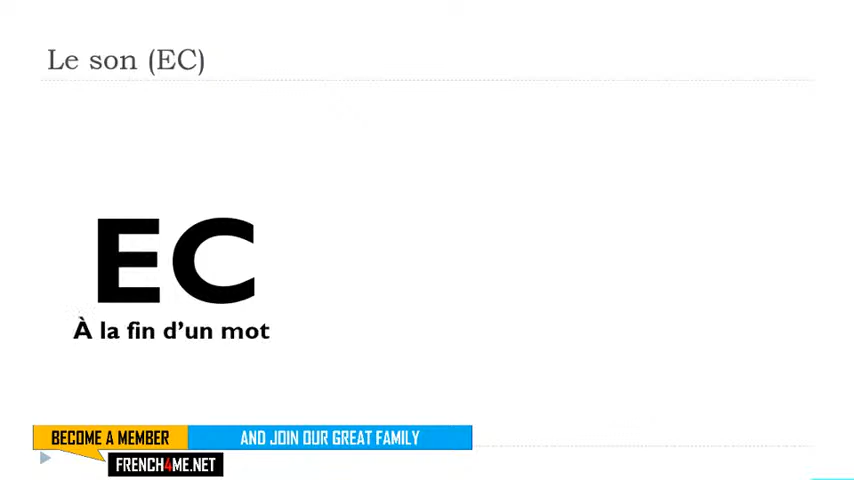 Le son (EC)
EC
À la fin d’un mot
BECOME A MEMBER AND JOIN OUR GREAT FAMILY
FRENCH4ME.NET